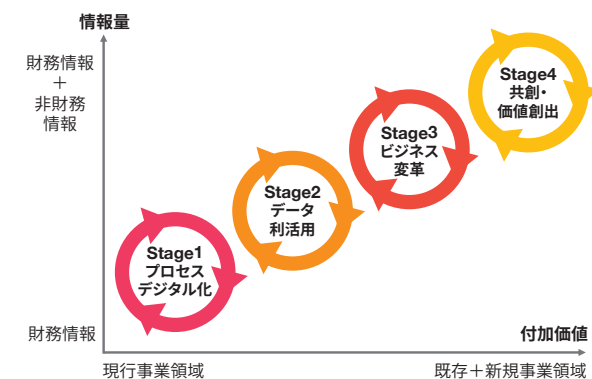 情報量
財務情報
＋
非財務
情報
Stage4
共創・
価値創出
Stage3
ビジネス
変革
Stage2
データ
利活用
Stage1
プロセス
デジタル化
財務情報
付加価値
現行事業領域
既存＋新規事業領域